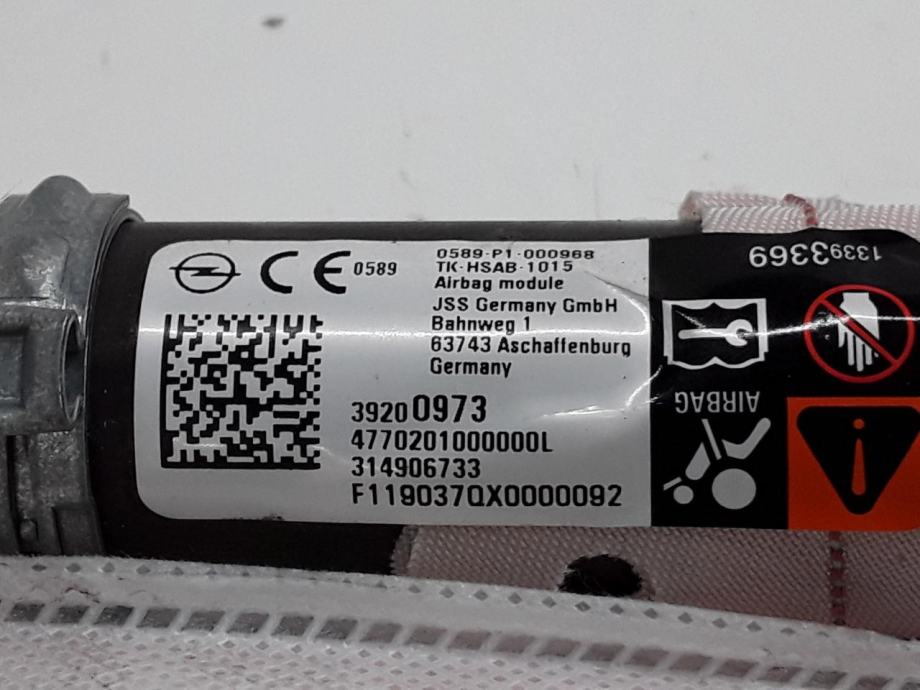 CE 0589
0589-P1-000968
TK-HSAB-1015
Airbag module
JSS Germany GmbH
Bahnweg 1
63743 Aschaffenburg
Germany
39200973
4770201000000L
314906733
F119037QX0000092
13393369
AIRBAG